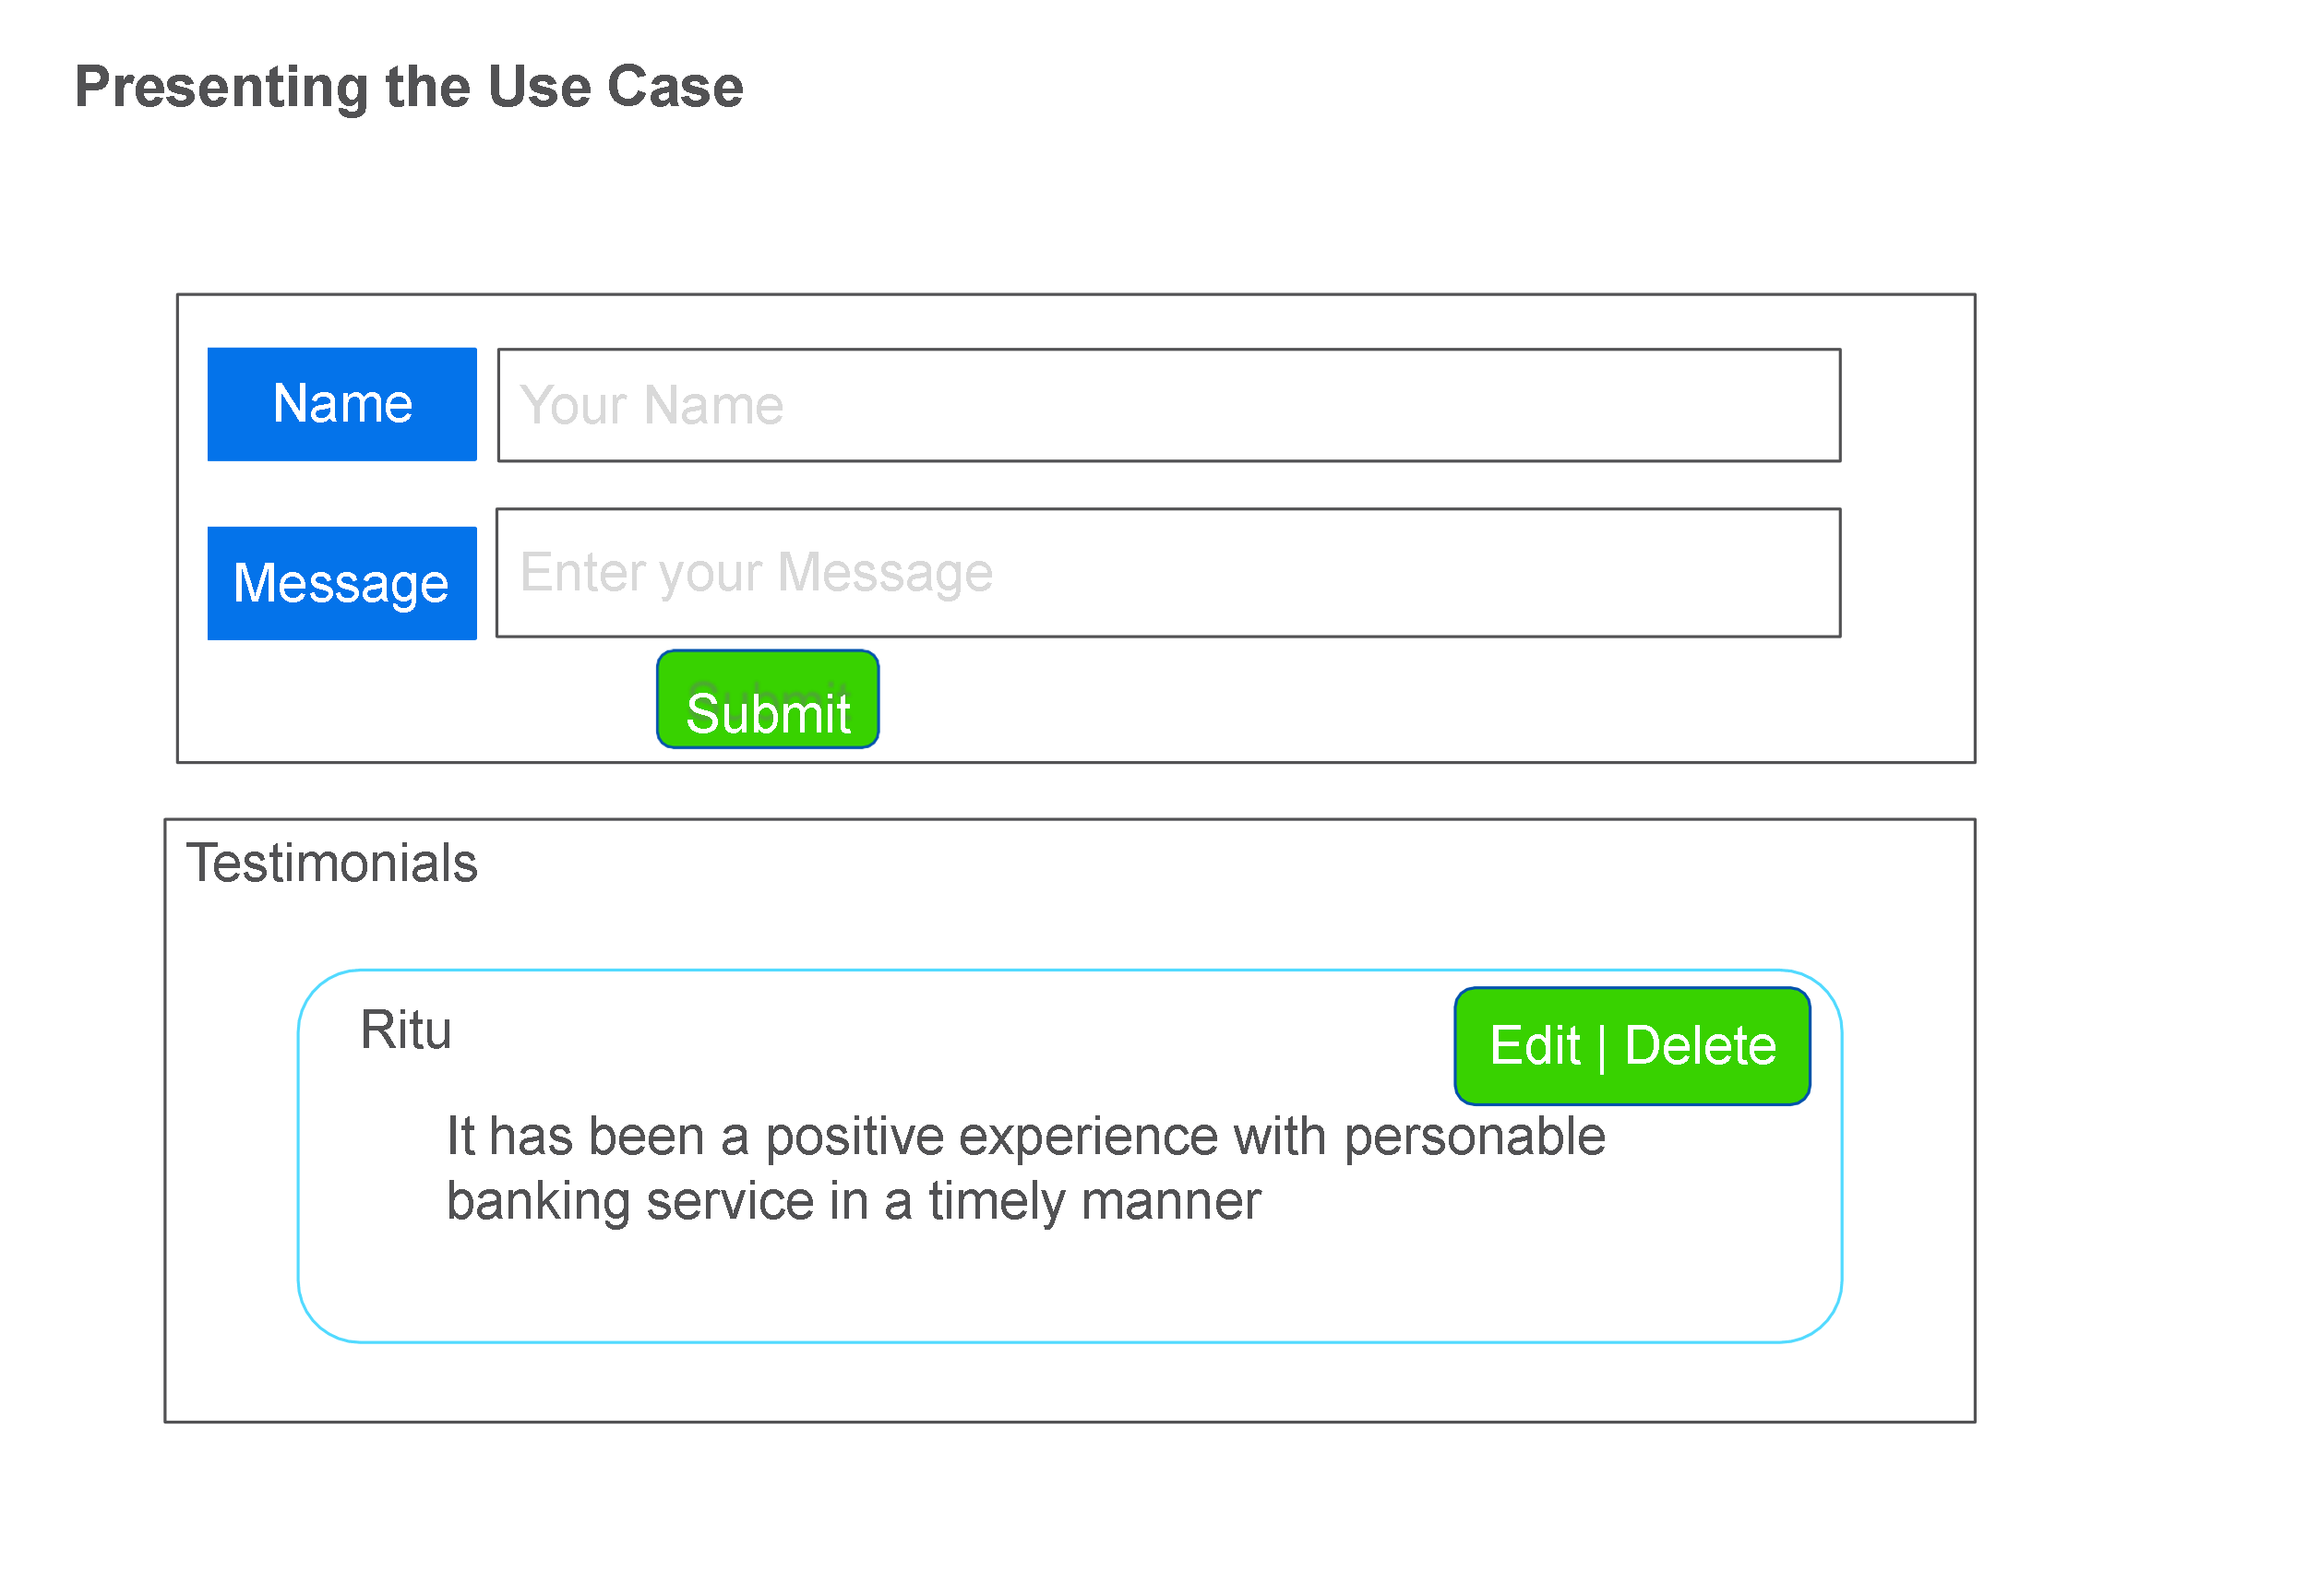 Presenting the Use Case
Name
Your Name
Message
Enter your Message
Submit
Testimonials
Ritu
Edit | Delete
It has been a positive experience with personable
banking service in a timely manner